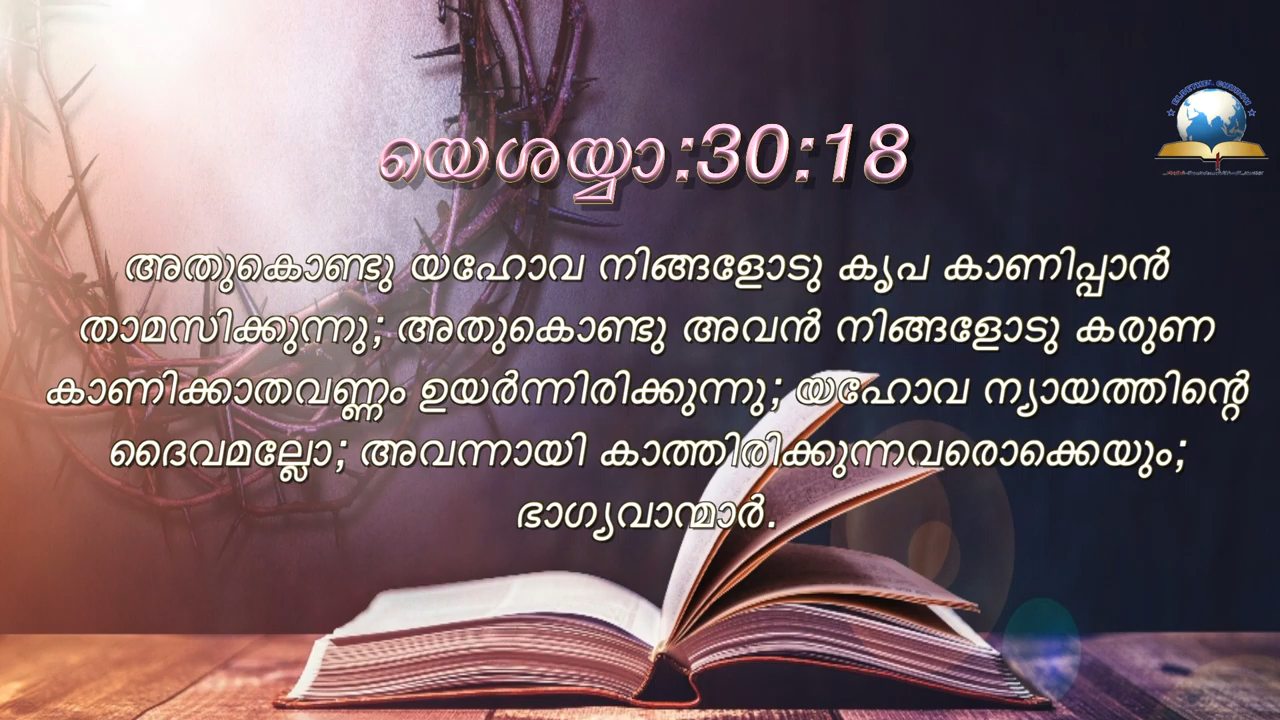 യെശയ്യാ:30:18
അതുകൊണ്ടു യഹോവ നിങ്ങളോടു കൃപ കാണിപ്പാൻ
താമസിക്കുന്നു; അതുകൊണ്ടു അവൻ നിങ്ങളോടു കരുണ
കാണിക്കാതവണ്ണം ഉയർന്നിരിക്കുന്നു; യഹോവ ന്യായത്തിന്റെ
ദൈവമല്ലോ; അവന്നായി കാത്തിരിക്കുന്നവരൊക്കെയും;
ഭാഗ്യവാന്മാർ.